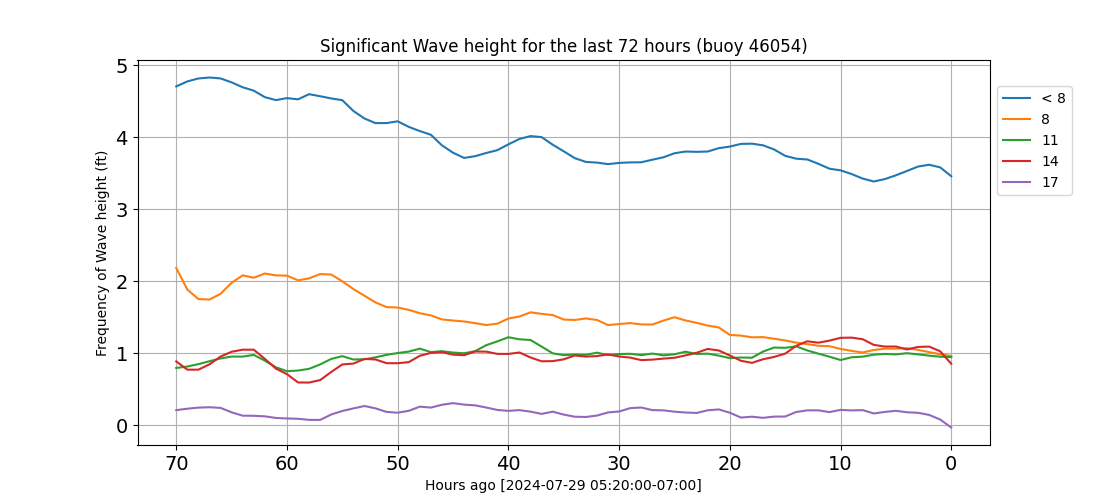 Significant Wave height for the last 72 hours (buoy 46054)
Frequency of Wave height (ft)
5
4
3
2
1
0
70 60 50 40 30 20 10 0
Hours ago [2024-07-29 05:20:00-07:00]
< 8
8
11
14
17